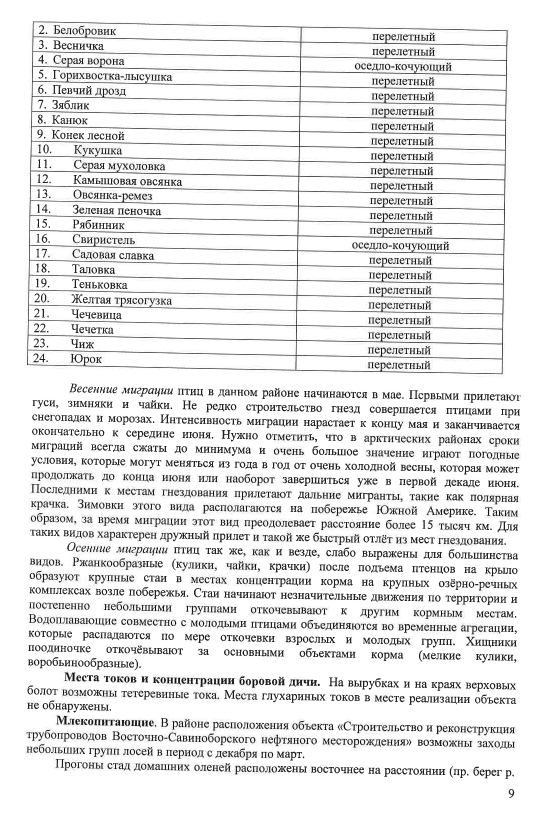 2. Белобровик перелетный
3. Весничка перелетный
4. Серая ворона оседло-кочующий
5. Горихвостка-лысушка перелетный
6. Певчий дрозд перелетный
7. Зяблик перелетный
8. Канюк перелетный
9. Конек лесной перелетный
10. Кукушка перелетный
11. Серая мухоловка перелетный
12. Камышовая овсянка перелетный
13. Овсянка-ремез перелетный
14. Зеленая пеночка перелетный
15. Рябинник перелетный
16. Свиристель оседло-кочующий
17. Садовая славка перелетный
18. Таловка перелетный
19. Теньковка перелетный
20. Желтая трясогузка перелетный
21. Чечевица перелетный
22. Чечетка перелетный
23. Чиж перелетный
24. Юрок перелетный
Весенние миграции птиц в данном районе начинаются в мае. Первыми прилетают
гуси, зимняки и чайки. Не редко строительство гнезд совершается птицами при
снегопадах и морозах. Интенсивность миграции нарастает к концу мая и заканчивается
окончательно к середине июня. Нужно отметить, что в арктических районах сроки
миграций всегда сжаты до минимума и очень большое значение играют погодные
условия, которые могут меняться из года в год от очень холодной весны, которая может
продолжать до конца июня или наоборот завершиться уже в первой декаде июня.
Последними к местам гнездования прилетают дальние мигранты, такие как полярная
крачка. Зимовки этого вида располагаются на побережье Южной Америке. Таким
образом, за время миграции этот вид преодолевает расстояние более 15 тысяч км. Для
таких видов характерен дружный прилет и такой же быстрый отлёт из мест гнездования.
Осенние миграции птиц так же, как и везде, слабо выражены для большинства
видов. Ржанкообразные (кулики, чайки, крачки) после подъема птенцов на крыло
образуют крупные стаи в местах концентрации корма на крупных озёрно-речных
комплексах возле побережья. Стаи начинают незначительные движения по территории и
постепенно небольшими группами откочевывают к другим кормным местам.
Водоплавающие совместно с молодыми птицами объединяются во временные агрегации,
которые распадаются по мере откочевки взрослых и молодых групп. Хищники
поодиночке откочёвывают за основными объектами корма (мелкие кулики,
воробьинообразные).
Места токов и концентрации боровой дичи. На вырубках и на краях верховых
болот возможны тетеревиные тока. Места глухариных токов в месте реализации объекта
не обнаружены.
Млекопитающие. В районе расположения объекта «Строительство и реконструкция
трубопроводов Восточно-Савиноборского нефтяного месторождения» возможны заходы
небольших групп лосей в период с декабря по март.
Прогоны стад домашних оленей расположены восточнее на расстоянии (пр. берег р.
9